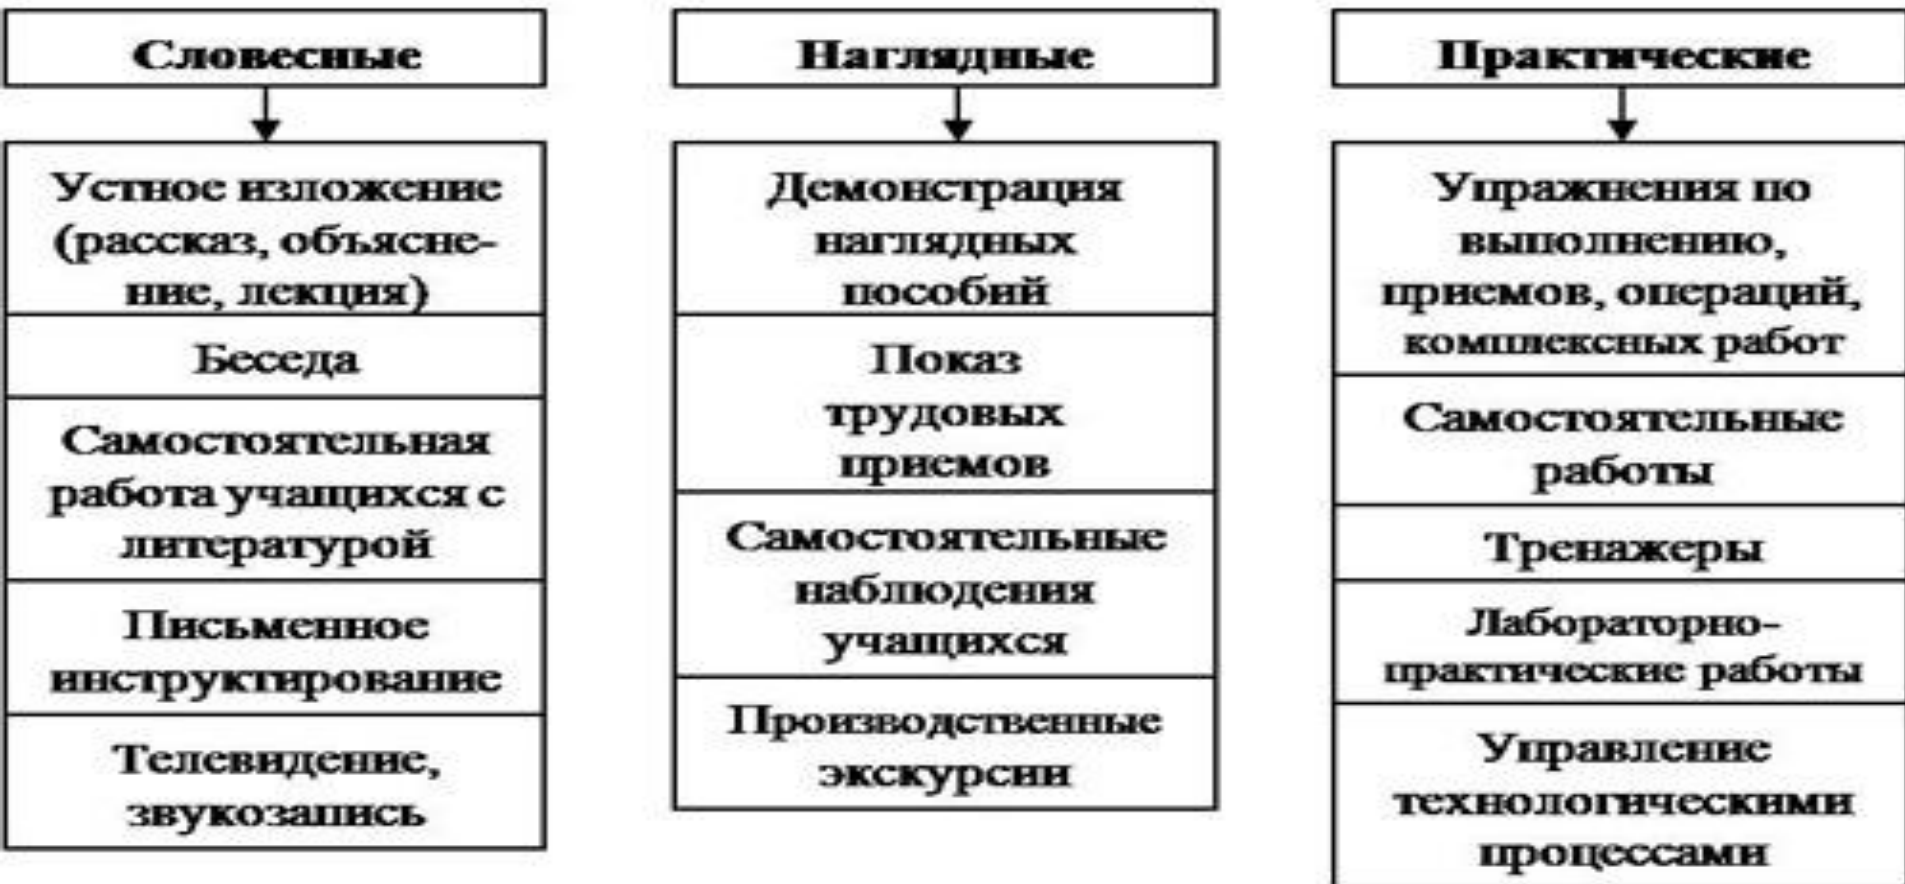 Словесные
Устное изложение
(рассказ, объясне-
ние, лекция)
Беседа
Самостоятельная
работа учащихся с
литературой
Письменное
инструктирование
Телевидение,
звукозапись
Наглядные
Демонстрация
наглядных
пособий
Показ
трудовых
приемов
Самостоятельные
наблюдения
учащихся
Производственные
экскурсии
Практические
Упражнения по
выполнению,
приемов, операций,
комплексных работ
Самостоятельные
работы
Тренажеры
Лабораторно-
практические работы
Управление
технологическими
процессами